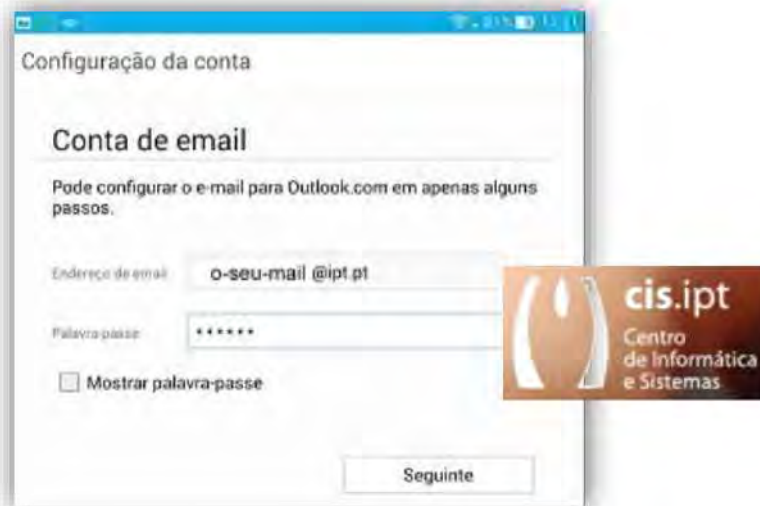 Configuração da conta
Conta de email
Pode configurar o e-mail para Outlook.com em apenas alguns
passos.
Endereço de email
o-seu-mail @ipt.pt
Palavra-passe
••••••
Mostrar palavra-passe
Seguinte
cis.ipt
Centro
de Informática
e Sistemas